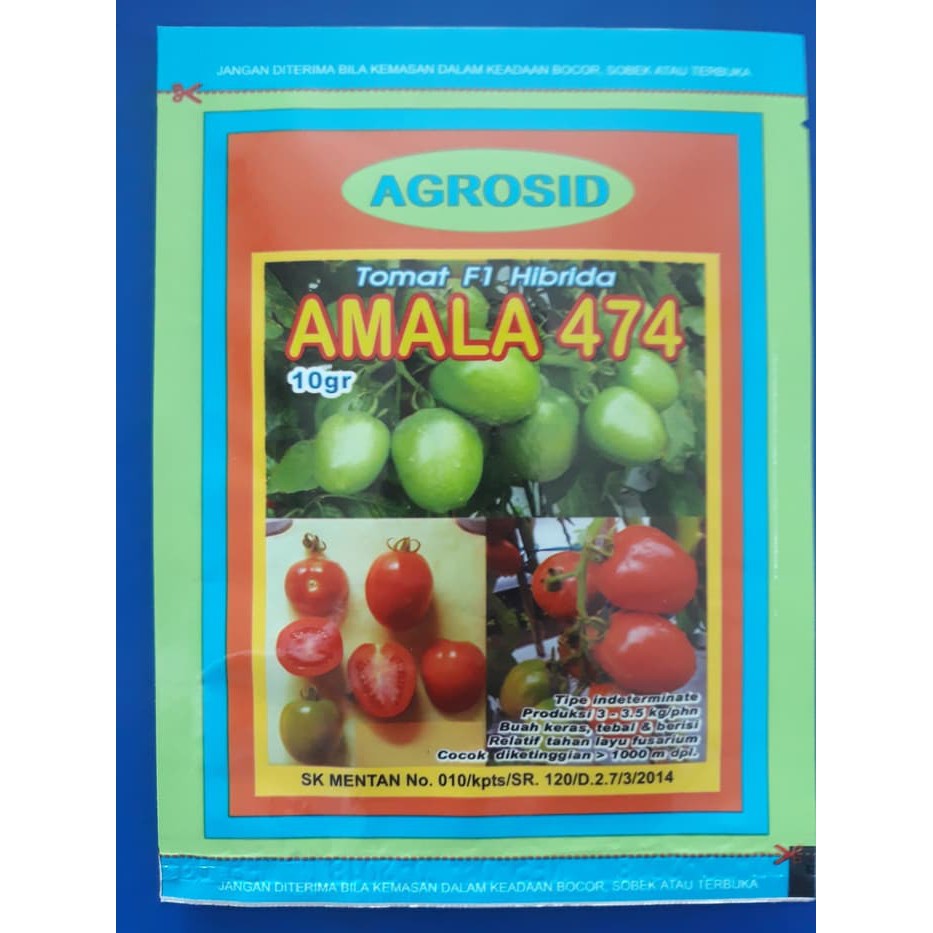 JANGAN DITERIMA BILA KEMASAN DALAM KEADAAN BOCOR, SOBEK ATAU TERBUKA
AGROSID
Tomat F1 Hibrida
AMALA 474
10gr
Tipe indeterminate
Produksi 3 - 3.5 kg/phn
Buah keras, tebal & berisi
Relatif tahan layu fusarium
Cocok diketinggian > 1000 m dpl.
SK MENTAN No. 010/kpts/SR. 120/D.2.7/3/2014
JANGAN DITERIMA BILA KEMASAN DALAM KEADAAN BOCOR, SOBEK ATAU TERBUKA